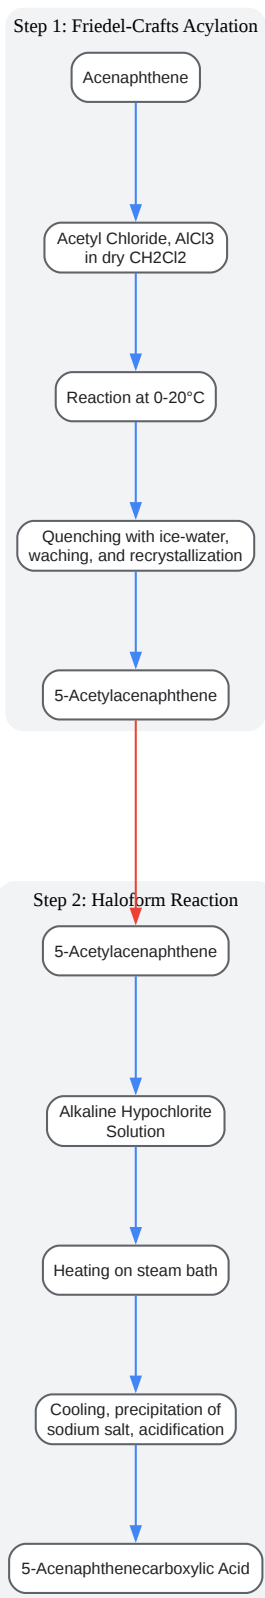 Step 1: Friedel-Crafts Acylation
Acenaphthene
Acetyl Chloride, AlCl3
in dry CH2Cl2
Reaction at 0-20°C
Quenching with ice-water,
waching, and recrystallization
5-Acetylacenaphthene
Step 2: Haloform Reaction
5-Acetylacenaphthene
Alkaline Hypochlorite
Solution
Heating on steam bath
Cooling, precipitation of
sodium salt, acidification
5-Acenaphthenecarboxylic Acid